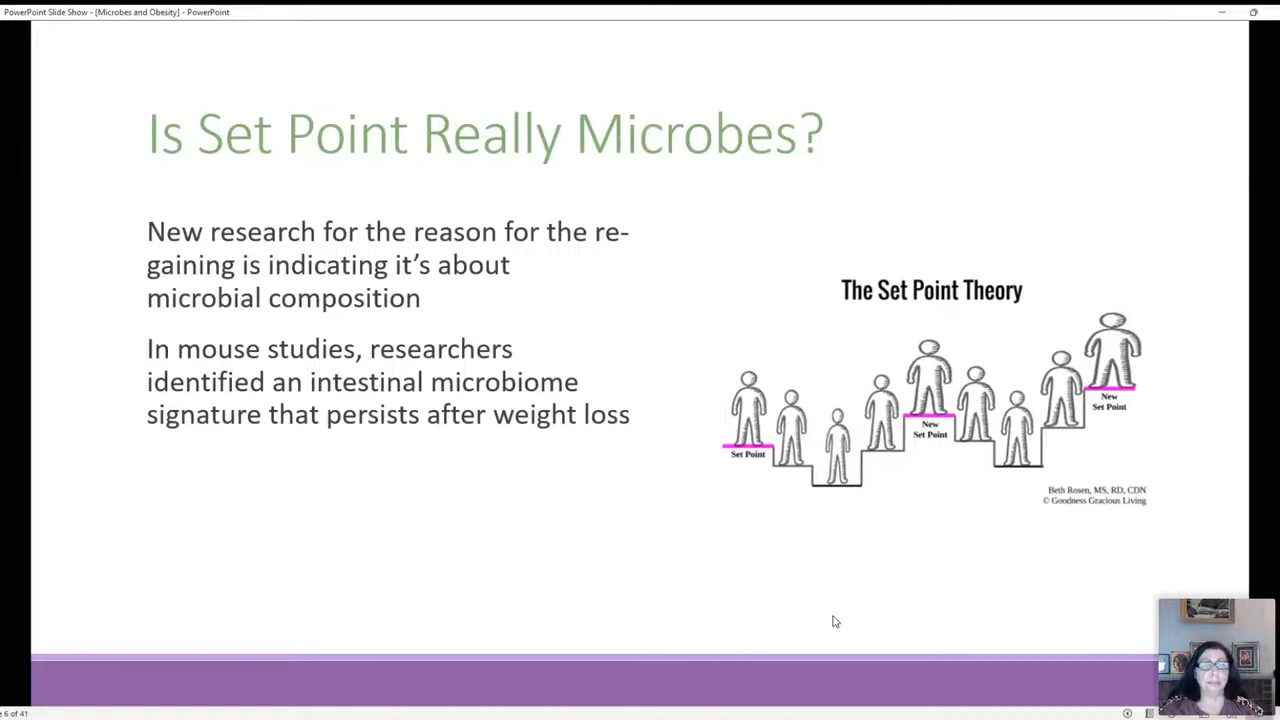 PowerPoint Slide Show - [Microbes and Obesity] - PowerPoint
Is Set Point Really Microbes?
New research for the reason for the re-
gaining is indicating it's about
microbial composition
In mouse studies, researchers
identified an intestinal microbiome
signature that persists after weight loss
The Set Point Theory
Set Point
New
Set Point
New
Set Point
Beth Rosen, MS, RD, CDN
© Goodness Gracious Living
6 of 41